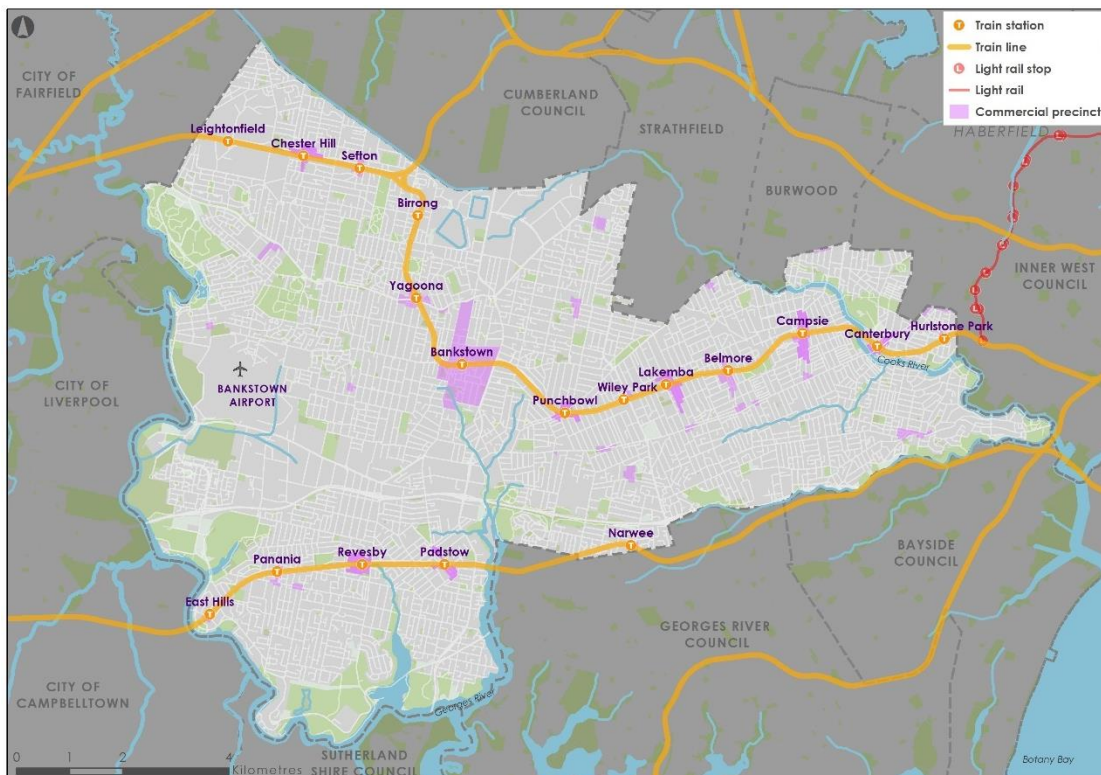 Train station
Train line
Light rail stop
Light rail
Commercial precinct
CITY OF
FAIRFIELD
CUMBERLAND
COUNCIL
STRATHFIELD
HABERFIELD
BURWOOD
INNER WEST
COUNCIL
Leightonfield
Chester Hill
Sefton
Birrong
Yagoona
Bankstown
BANKSTOWN
AIRPORT
CITY OF
LIVERPOOL
Punchbowl
Wiley Park
Lakemba
Belmore
Campsie
Canterbury
Hurlstone Park
Cooks River
Narwee
Padstow
Revesby
Panania
East Hills
BAYSIDE
COUNCIL
GEORGES RIVER
COUNCIL
CITY OF
CAMPBELLTOWN
Georges River
SUTHERLAND
SHIRE COUNCIL
0 1 2 4
Kilometres
Botany Bay